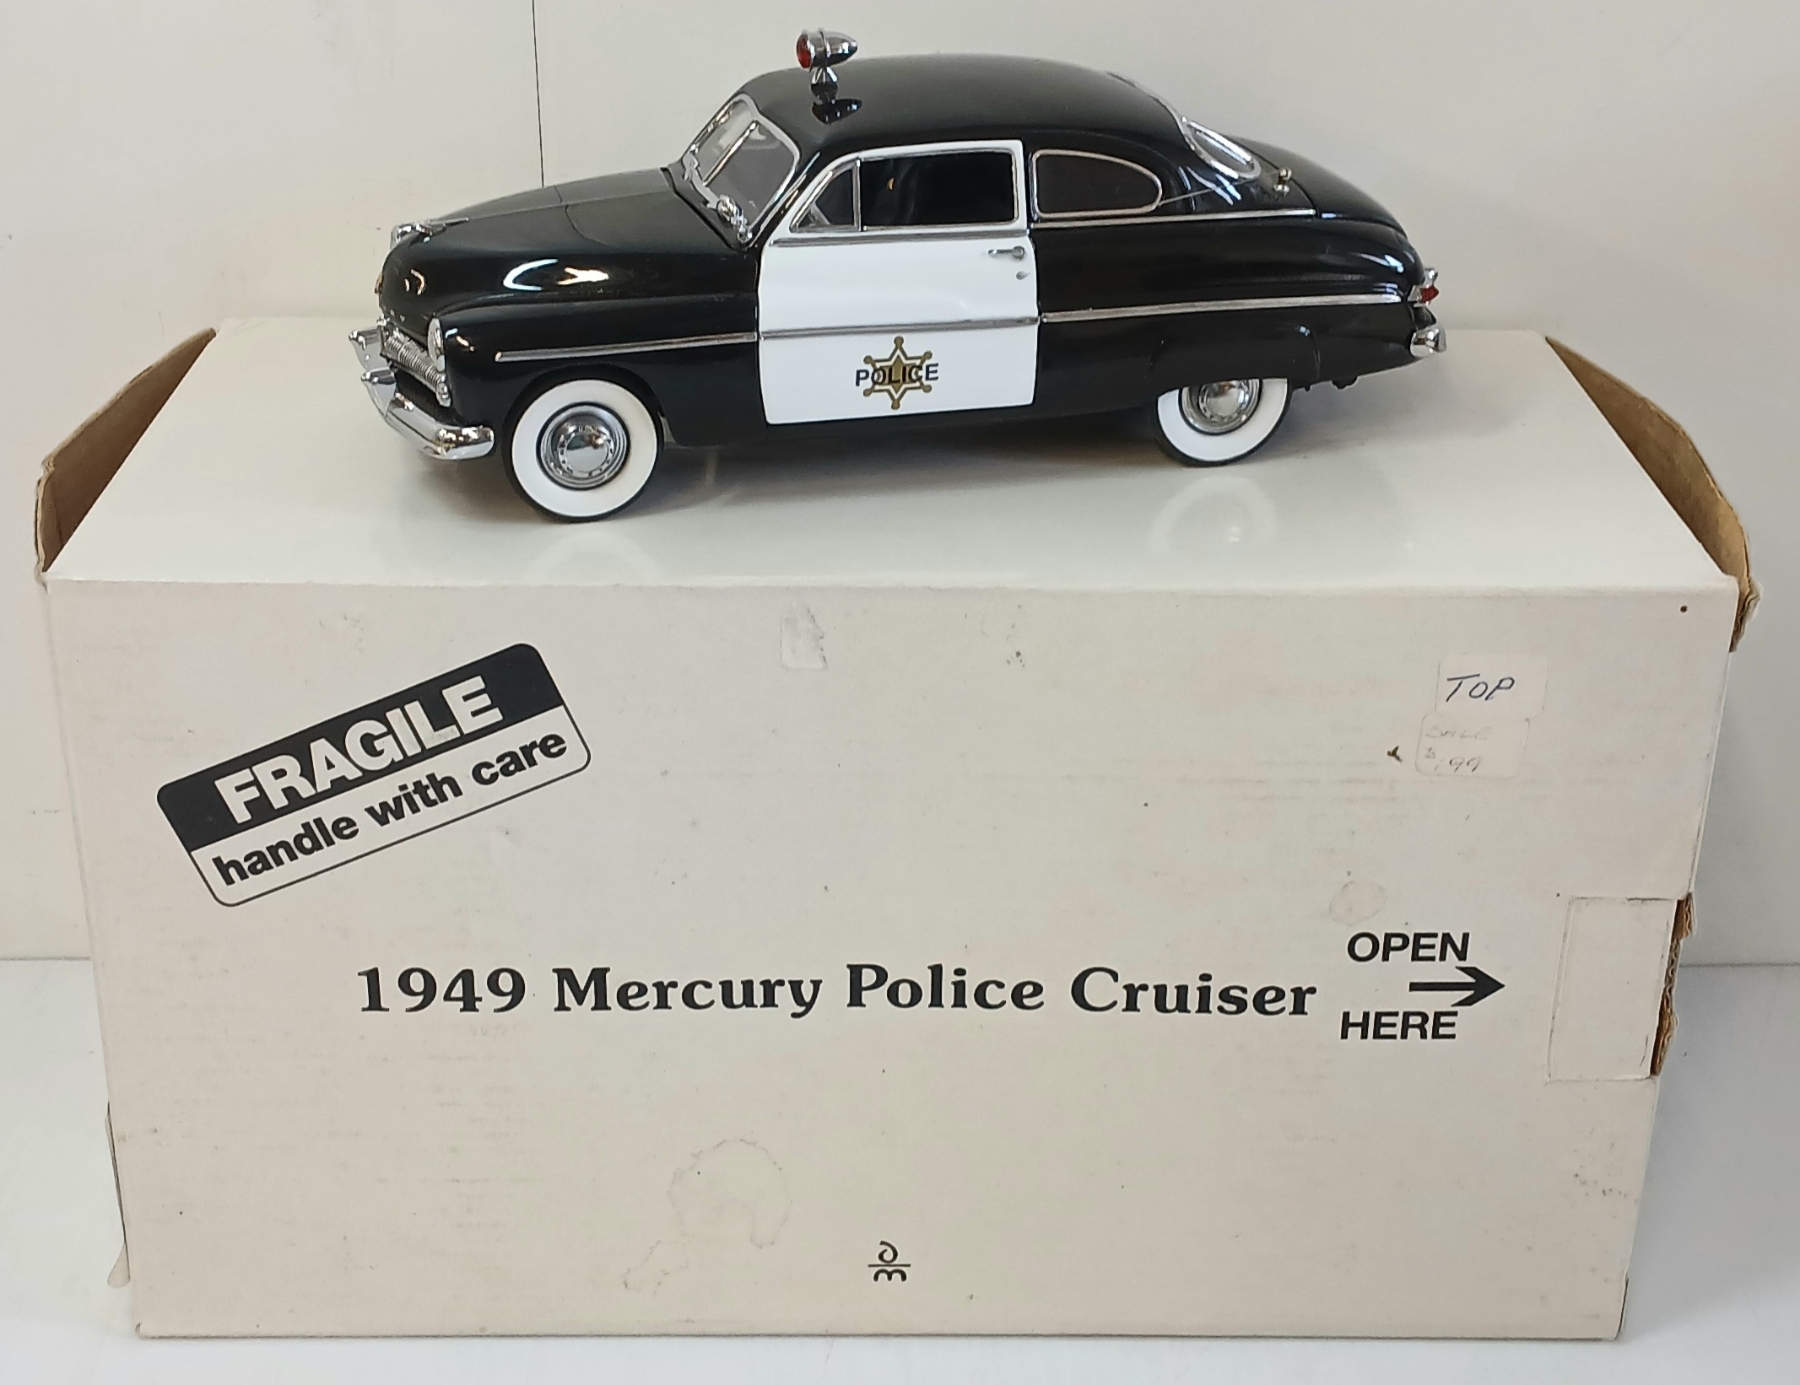 POLICE
TOP
FRAGILE
handle with care
1949 Mercury Police Cruiser
OPEN
HERE